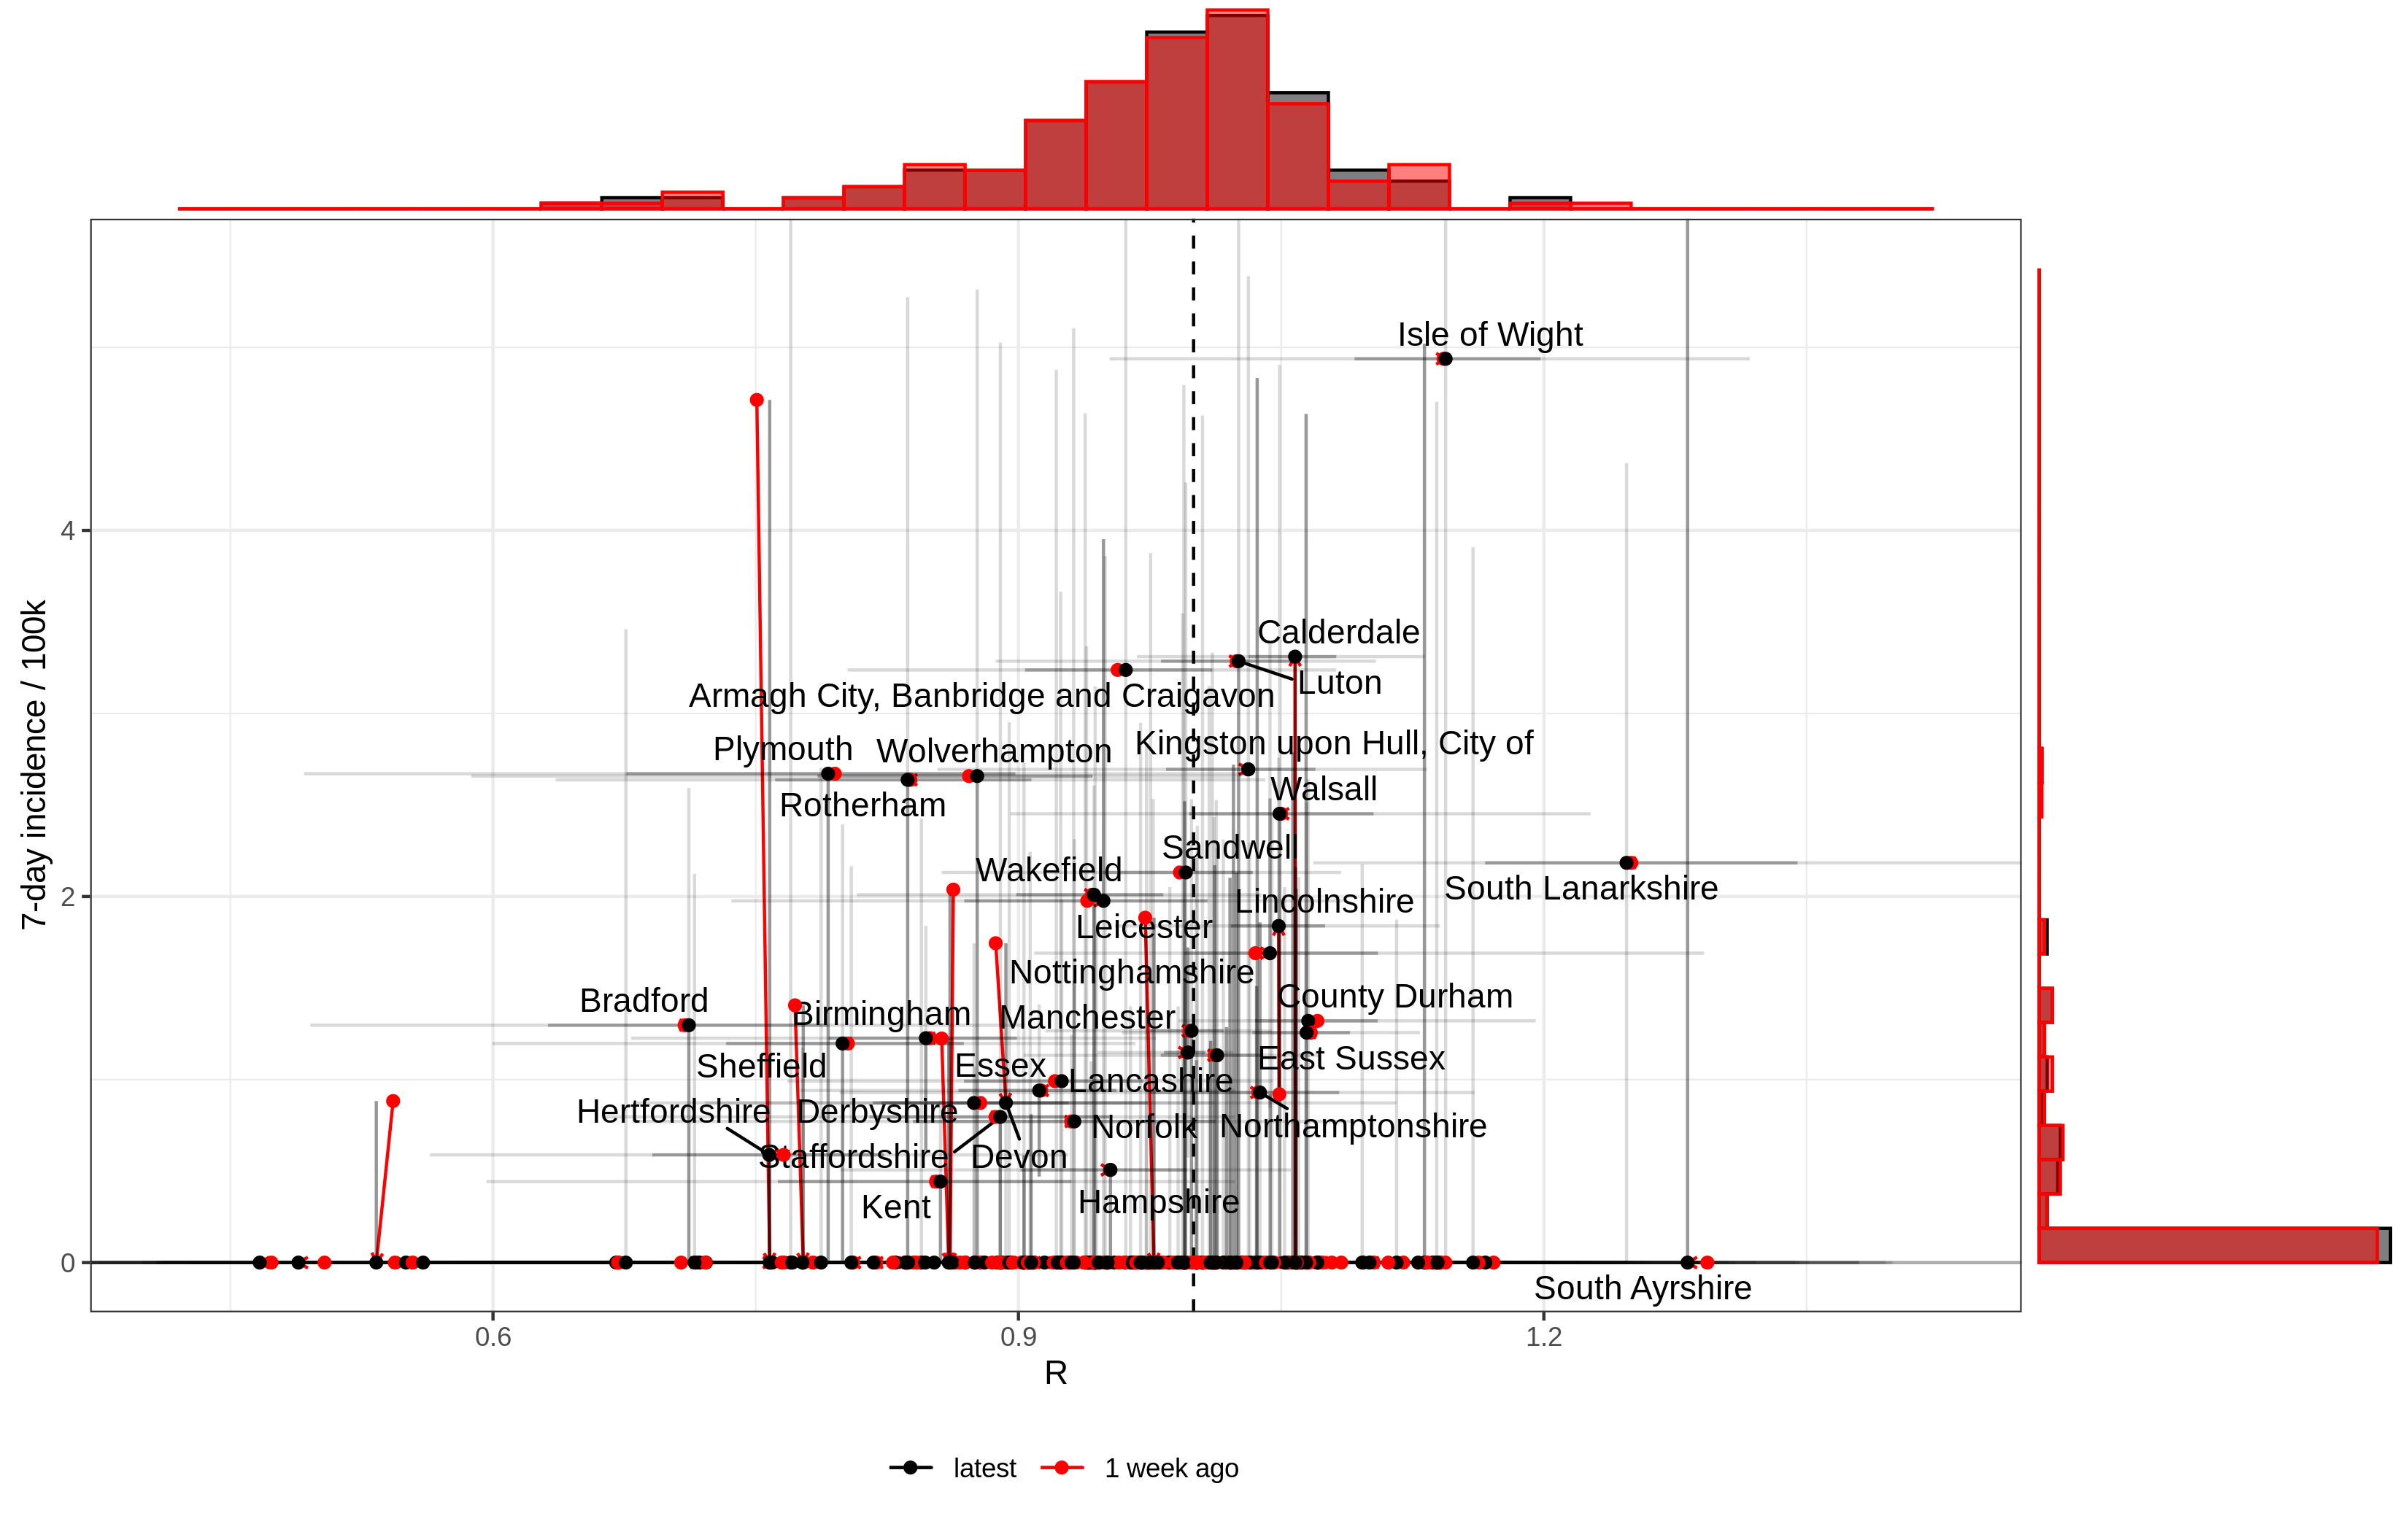 Isle of Wight
4
Calderdale
Luton
Armagh City, Banbridge and Craigavon
Kingston upon Hull, City of
Plymouth
Wolverhampton
Walsall
Rotherham
Sandwell
Wakefield
South Lanarkshire
2
Lincolnshire
Leicester
Nottinghamshire
County Durham
Bradford
Birmingham
Manchester
East Sussex
Sheffield
Essex
Lancashire
Hertfordshire
Derbyshire
Norfolk
Northamptonshire
Staffordshire
Devon
Kent
Hampshire
0
South Ayrshire
7-day incidence / 100k
0.6 0.9 1.2
R
latest 1 week ago